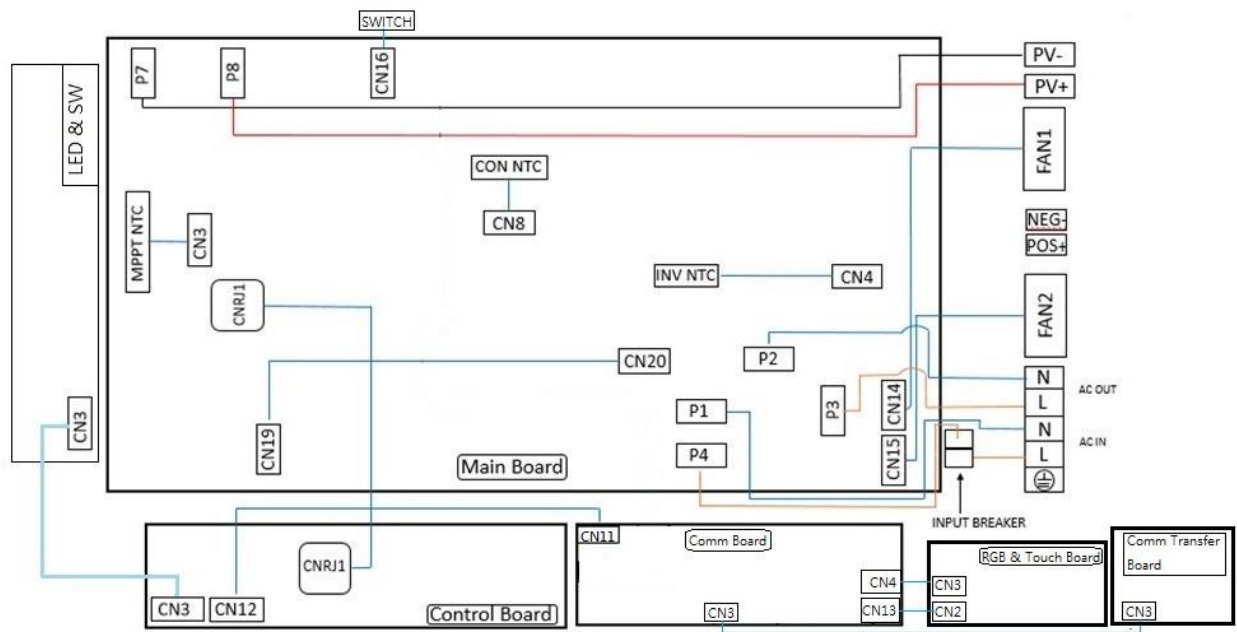 SWITCH
P7
P8
CN16
PV-
PV+
LED & SW
FAN1
CON NTC
CN8
MPPT NTC
CN3
NEG-
POS+
INV NTC
CN4
CNRJ1
FAN2
CN20
P2
N
AC OUT
L
P3
CN14
P1
N
AC IN
L
CN3
CN19
P4
CN15
Main Board
INPUT BREAKER
CN11
Comm Board
RGB & Touch Board
Comm Transfer
Board
CNRJ1
CN4
CN3
CN3
CN12
Control Board
CN3
CN13
CN2
CN3